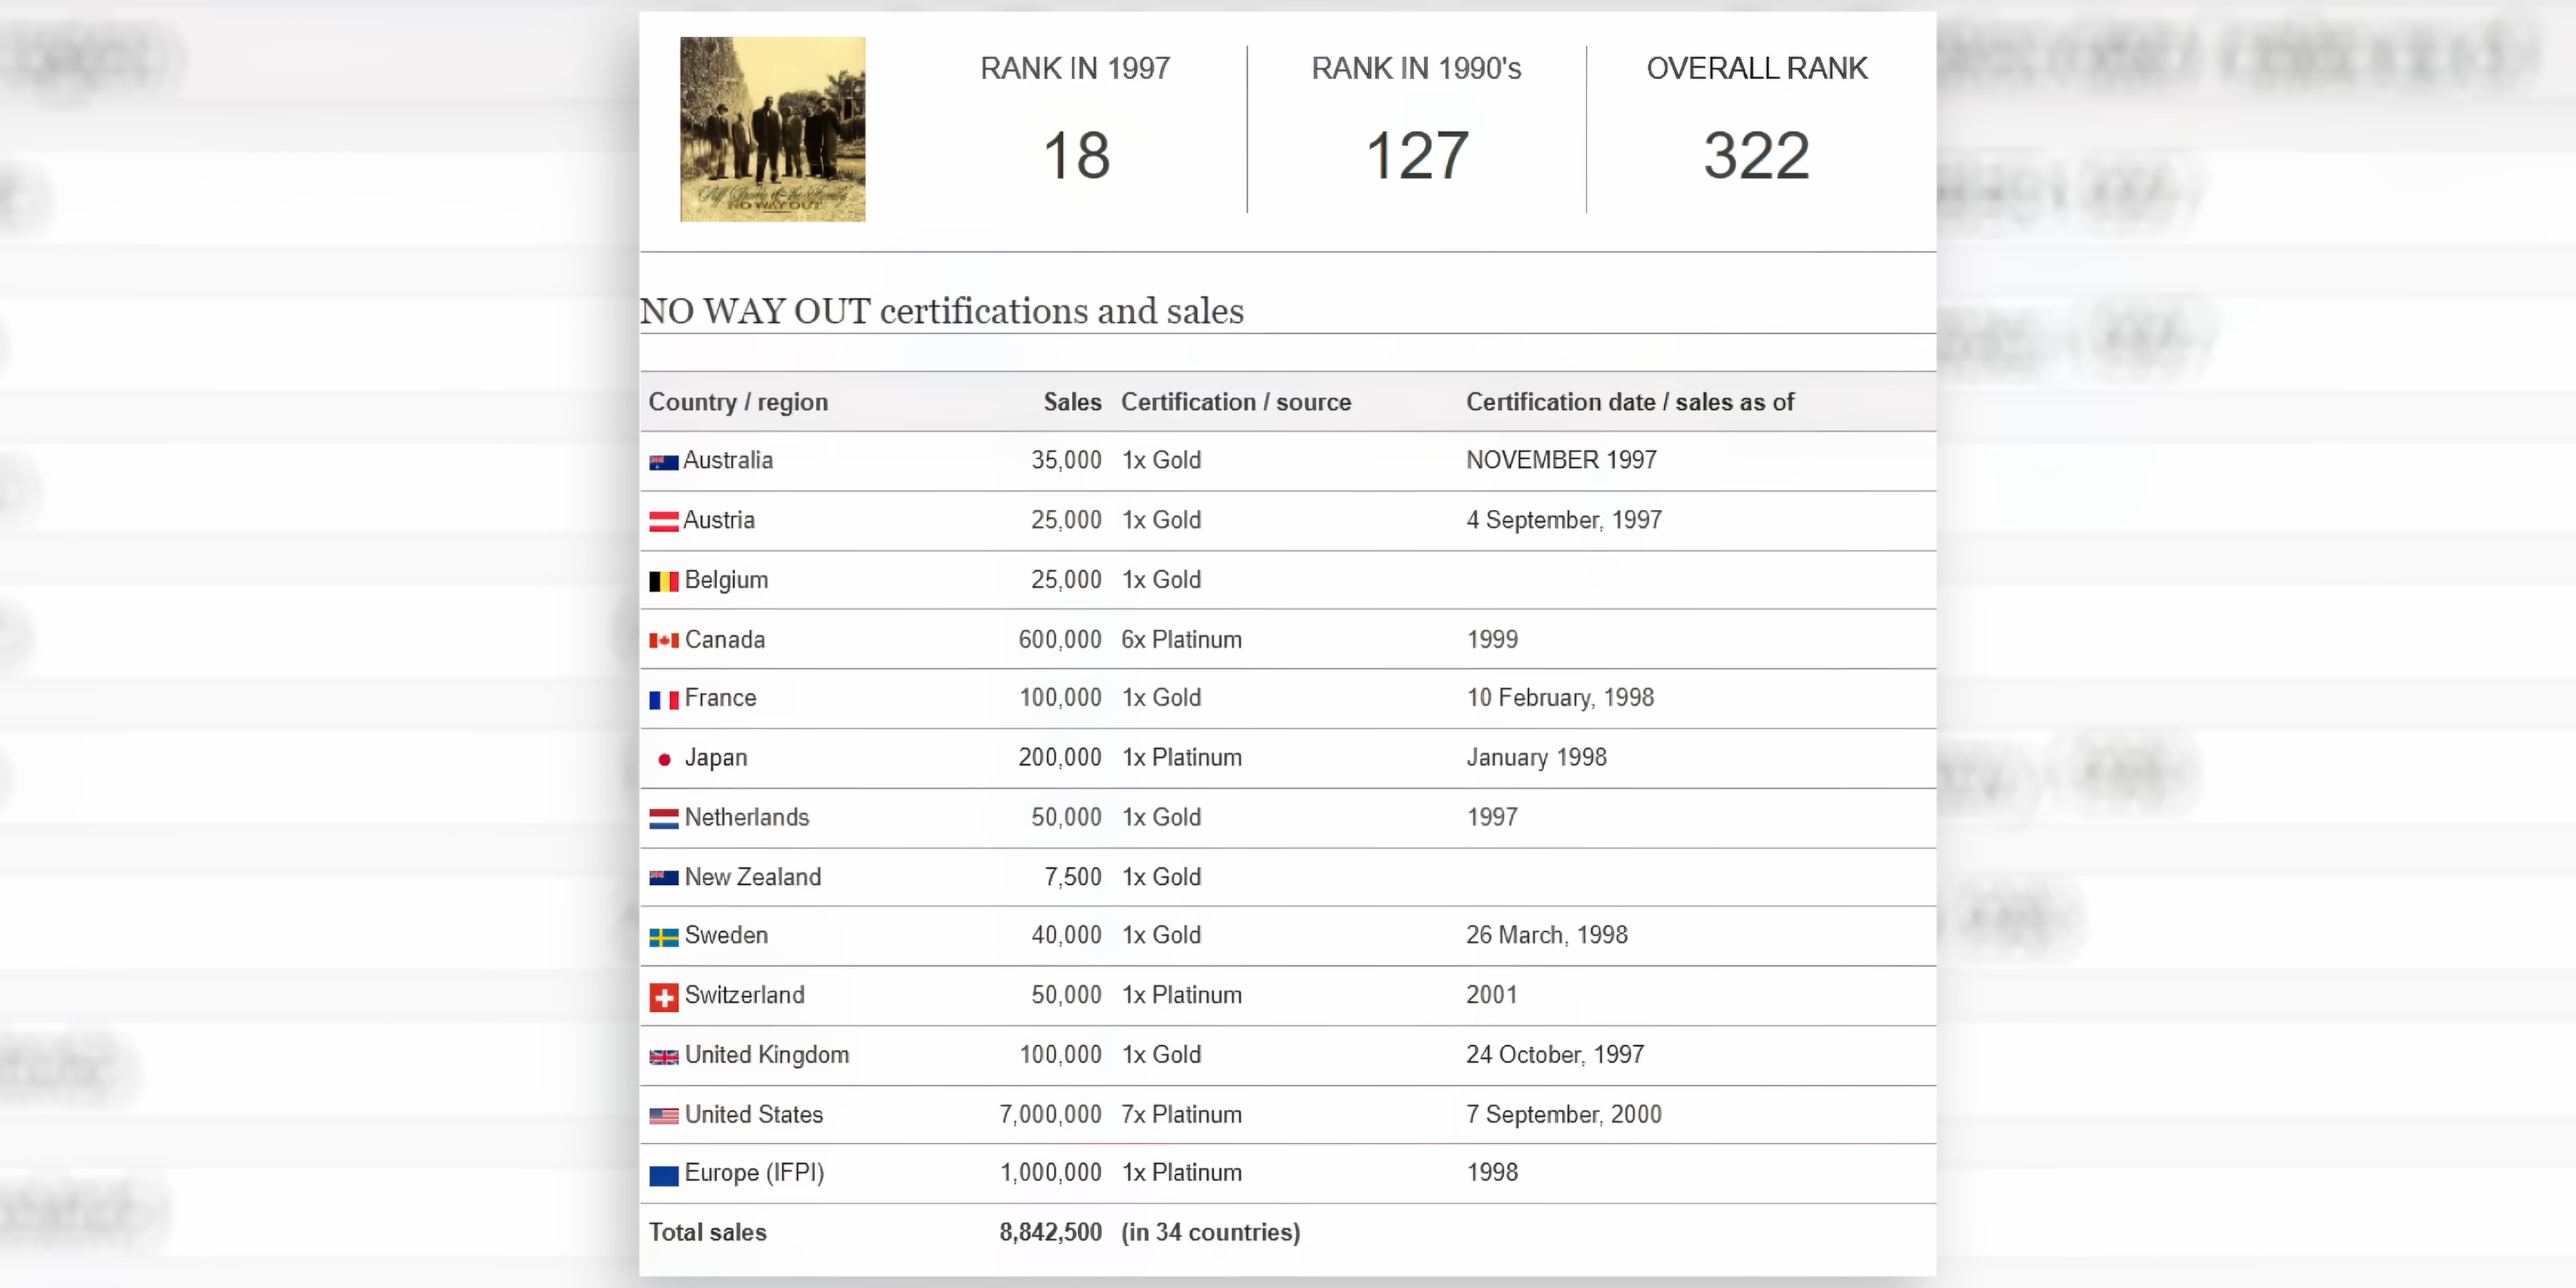 RANK IN 1997 RANK IN 1990's OVERALL RANK
18 127 322
NO WAY OUT
NO WAY OUT certifications and sales
Country / region Sales Certification / source Certification date / sales as of
Australia 35,000 1x Gold NOVEMBER 1997
Austria 25,000 1x Gold 4 September, 1997
Belgium 25,000 1x Gold
Canada 600,000 6x Platinum 1999
France 100,000 1x Gold 10 February, 1998
Japan 200,000 1x Platinum January 1998
Netherlands 50,000 1x Gold 1997
New Zealand 7,500 1x Gold
Sweden 40,000 1x Gold 26 March, 1998
Switzerland 50,000 1x Platinum 2001
United Kingdom 100,000 1x Gold 24 October, 1997
United States 7,000,000 7x Platinum 7 September, 2000
Europe (IFPI) 1,000,000 1x Platinum 1998
Total sales 8,842,500 (in 34 countries)